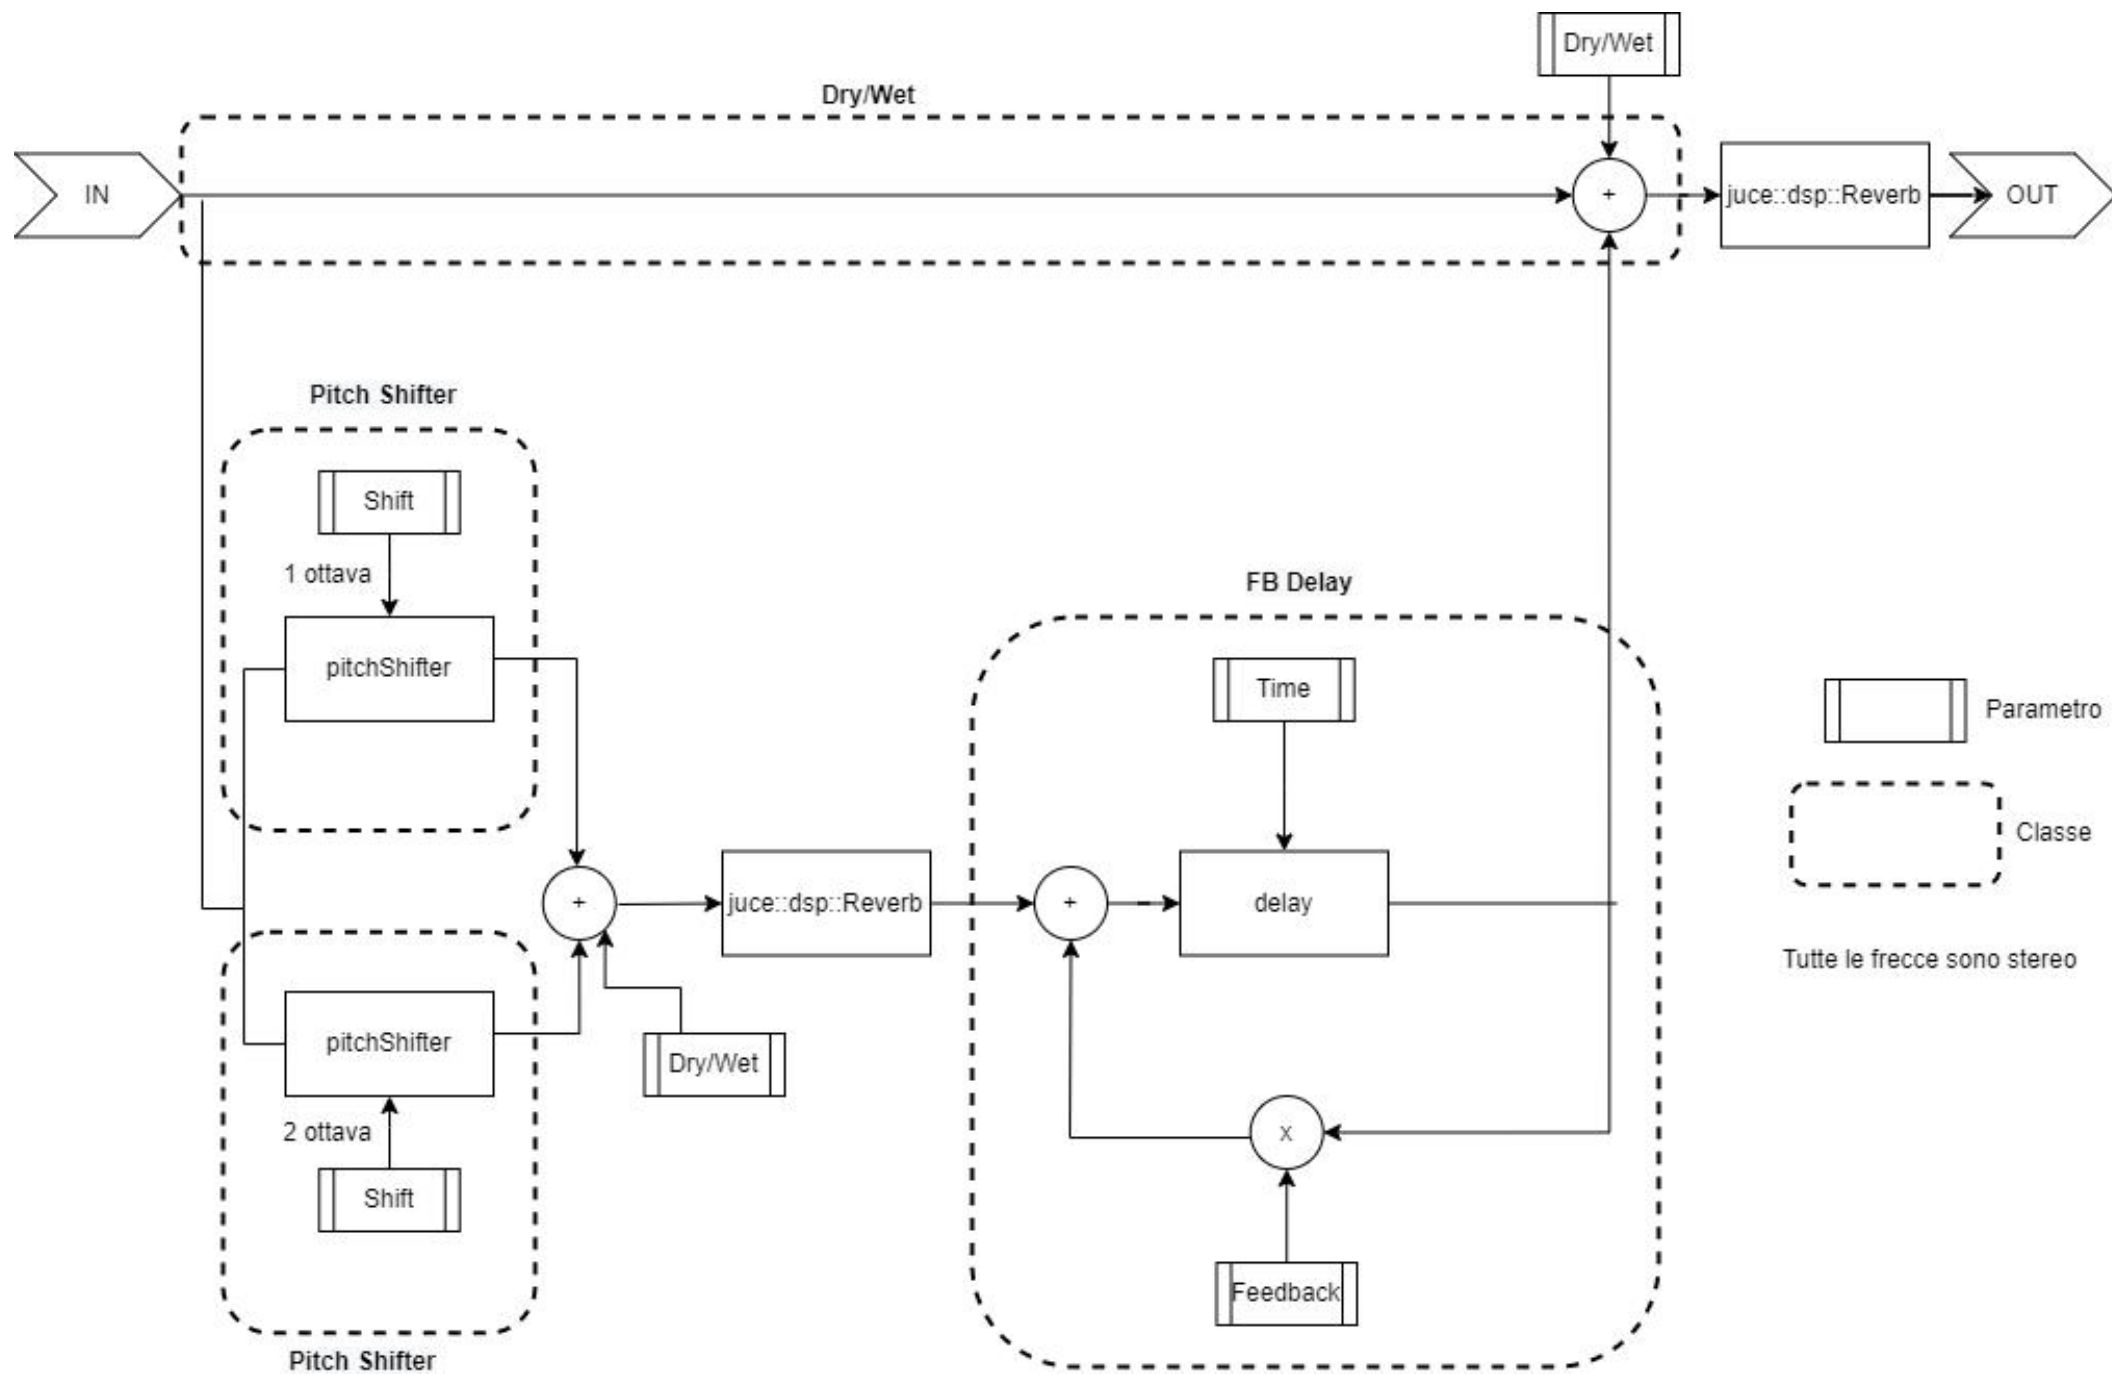 Dry/Wet
Dry/Wet
IN
+
juce::dsp::Reverb
OUT
Pitch Shifter
Shift
1 ottava
pitchShifter
FB Delay
Time
Parametro
Classe
+
juce::dsp::Reverb
+
delay
Tutte le frecce sono stereo
pitchShifter
Dry/Wet
2 ottava
x
Shift
Feedback
Pitch Shifter